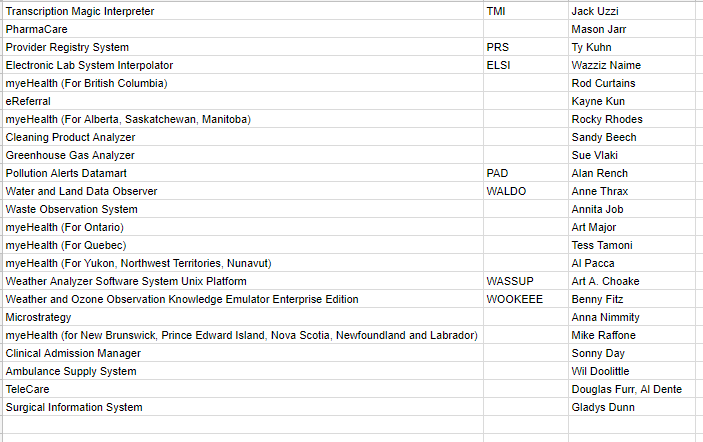 Transcription Magic Interpreter TMI Jack Uzzi
PharmaCare Mason Jarr
Provider Registry System PRS Ty Kuhn
Electronic Lab System Interpolator ELSI Wazziz Naime
myeHealth (For British Columbia) Rod Curtains
eReferral Kayne Kun
myeHealth (For Alberta, Saskatchewan, Manitoba) Rocky Rhodes
Cleaning Product Analyzer Sandy Beech
Greenhouse Gas Analyzer Sue Vlaki
Pollution Alerts Datamart PAD Alan Rench
Water and Land Data Observer WALDO Anne Thrax
Waste Observation System Annita Job
myeHealth (For Ontario) Art Major
myeHealth (For Quebec) Tess Tamoni
myeHealth (For Yukon, Northwest Territories, Nunavut) Al Pacca
Weather Analyzer Software System Unix Platform WASSUP Art A. Choake
Weather and Ozone Observation Knowledge Emulator Enterprise Edition WOOKEEE Benny Fitz
Microstrategy Anna Nimmity
myeHealth (for New Brunswick, Prince Edward Island, Nova Scotia, Newfoundland and Labrador) Mike Raffone
Clinical Admission Manager Sonny Day
Ambulance Supply System Wil Doolittle
TeleCare Douglas Furr, Al Dente
Surgical Information System Gladys Dunn